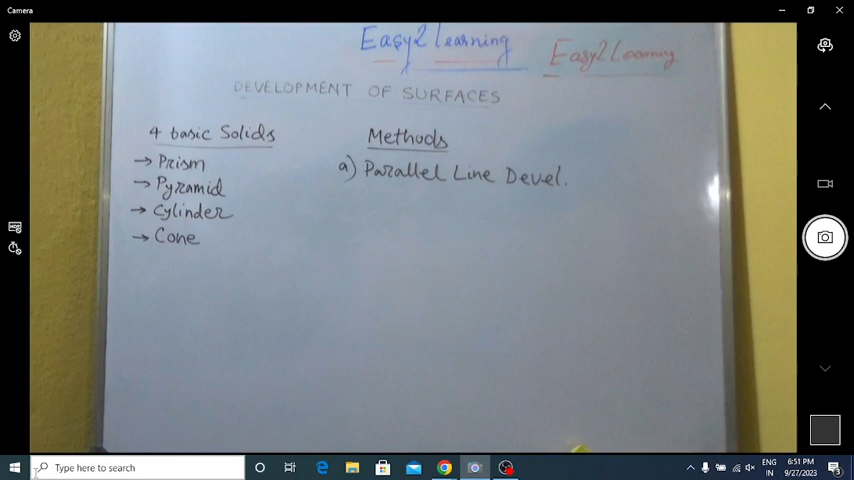 Camera
Easy2Learning
Easy2Learning
DEVELOPMENT OF SURFACES
4 basic Solids
→ Prism
→ Pyramid
→ Cylinder
→ Cone
Methods
a) Parallel Line Devel.
Type here to search
ENG
IN
6:51 PM
9/27/2023
3